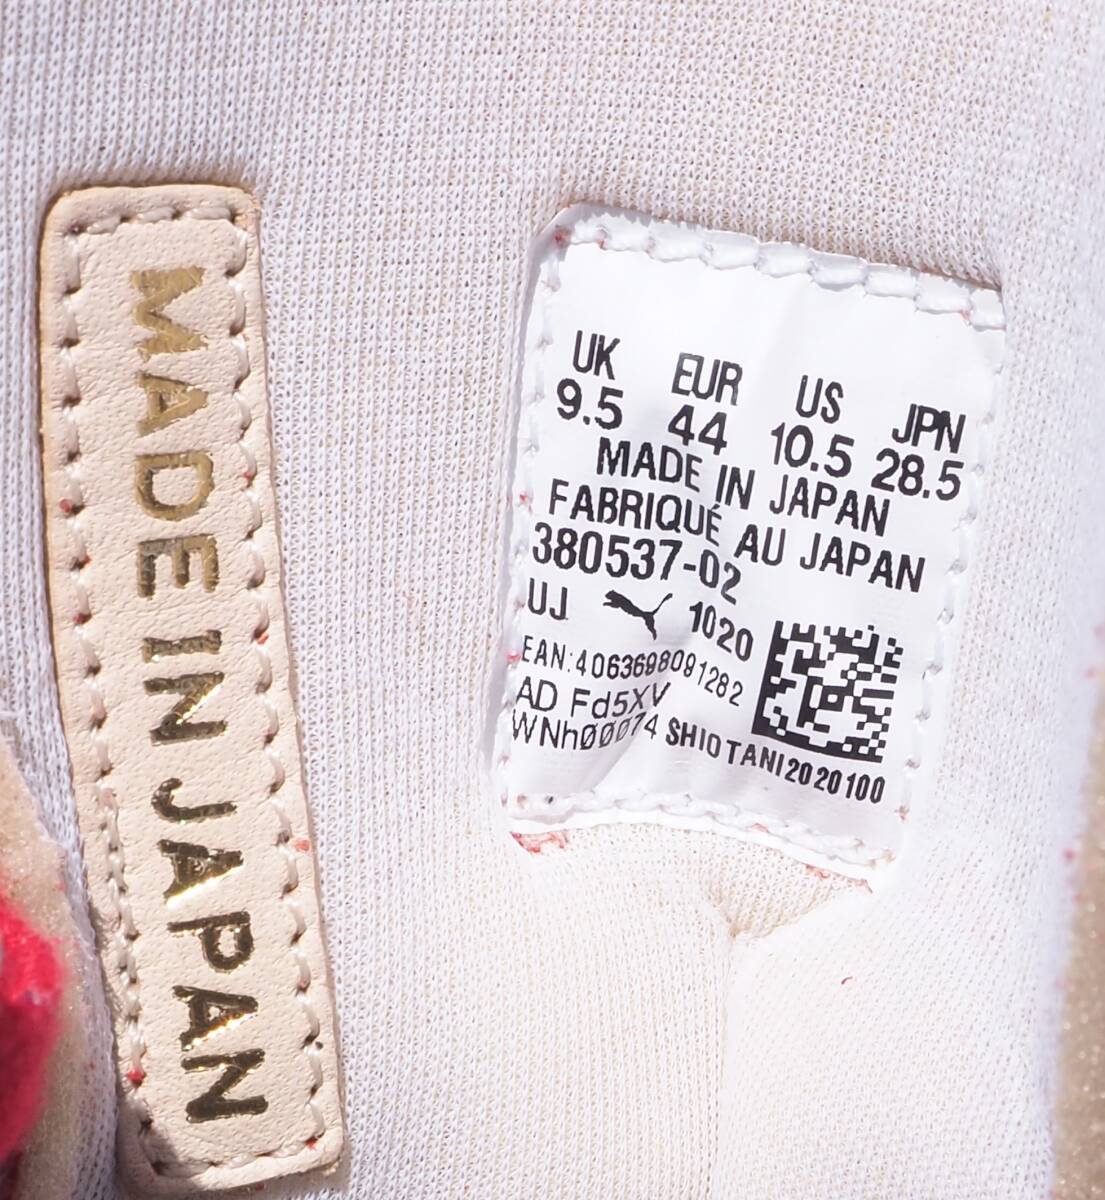 MADE IN JAPAN
UK EUR US JPN
9.5 44 10.5 28.5
MADE IN JAPAN
FABRIQUÉ AU JAPAN
380537-02
UJ 1020
EAN:4063698091282
AD Fd5XV
WNh00074 SHIOTANI2020100